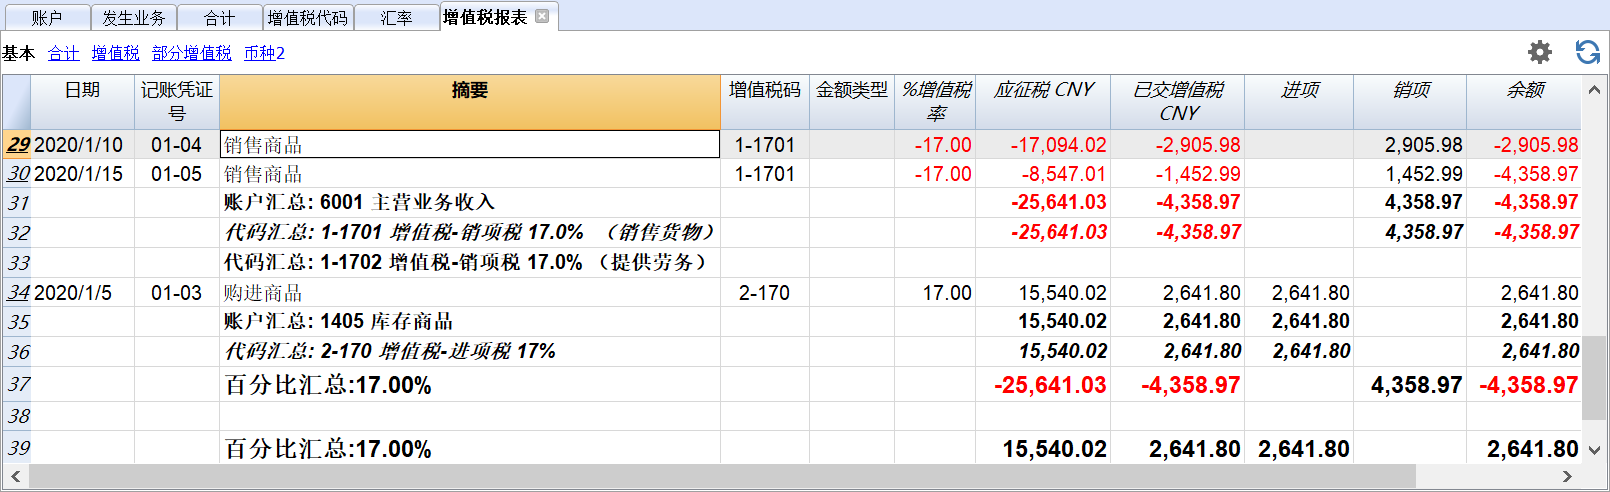 账户 发生业务 合计 增值税代码 汇率 增值税报表
基本 合计 增值税 部分增值税 币种2
日期 记账凭证号 摘要 增值税码 金额类型 %增值税率 应征税 CNY 已交增值税 CNY 进项 销项 余额
29 2020/1/10 01-04 销售商品 1-1701 -17.00 -17,094.02 -2,905.98 2,905.98 -2,905.98
30 2020/1/15 01-05 销售商品 1-1701 -17.00 -8,547.01 -1,452.99 1,452.99 -4,358.97
31 账户汇总: 6001 主营业务收入 -25,641.03 -4,358.97 4,358.97 -4,358.97
32 代码汇总: 1-1701 增值税-销项税 17.0% （销售货物） -25,641.03 -4,358.97 4,358.97 -4,358.97
33 代码汇总: 1-1702 增值税-销项税 17.0% （提供劳务）
34 2020/1/5 01-03 购进商品 2-170 17.00 15,540.02 2,641.80 2,641.80 2,641.80
35 账户汇总: 1405 库存商品 15,540.02 2,641.80 2,641.80 2,641.80
36 代码汇总: 2-170 增值税-进项税 17% 15,540.02 2,641.80 2,641.80 2,641.80
37 百分比汇总:17.00% -25,641.03 -4,358.97 4,358.97 -4,358.97
38
39 百分比汇总:17.00% 15,540.02 2,641.80 2,641.80 2,641.80